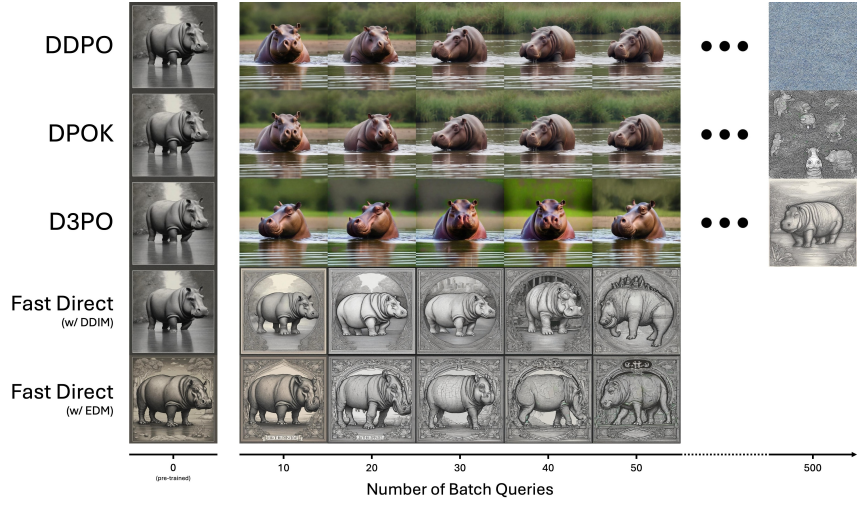 DDPO
DPOK
D3PO
Fast Direct
(w/ DDIM)
Fast Direct
(w/ EDM)
0
(pre-trained)
10
20
30
40
50
500
Number of Batch Queries